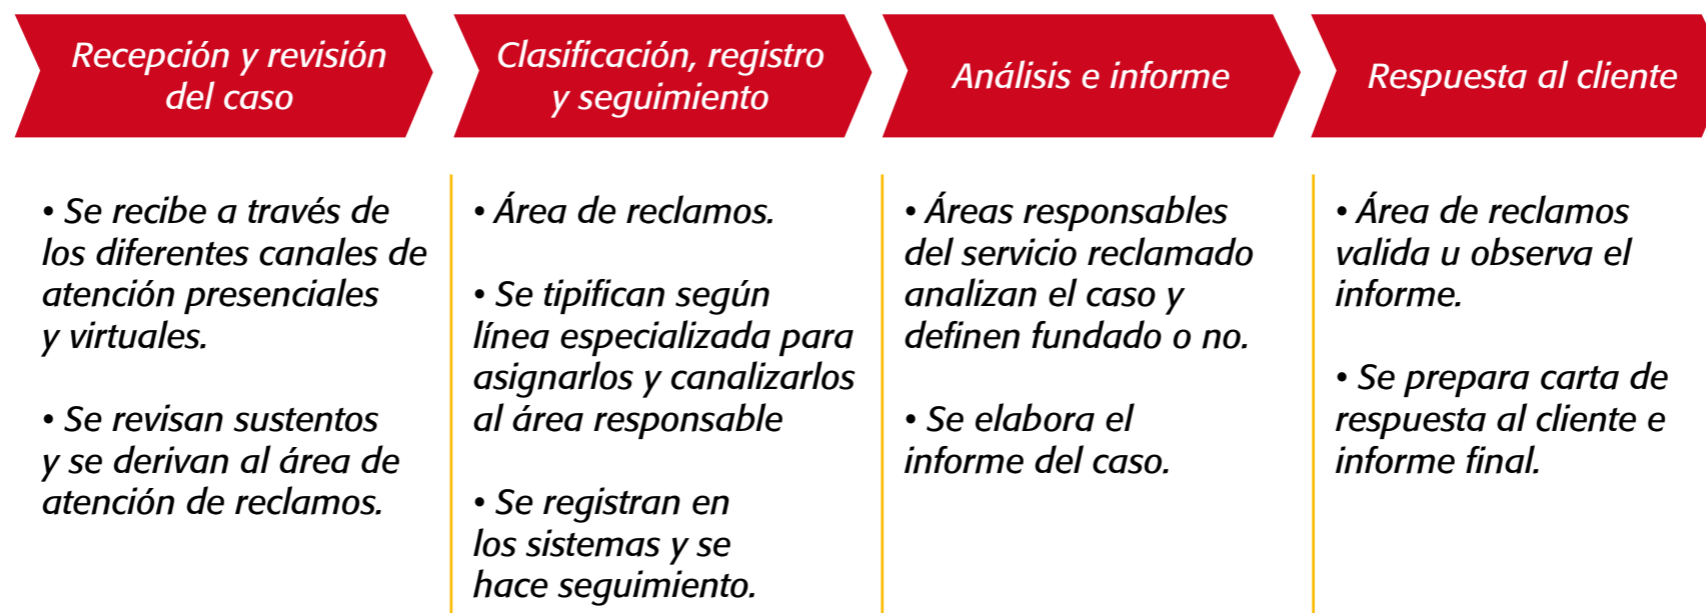 Recepción y revisión
del caso
Clasificación, registro
y seguimiento
Análisis e informe
Respuesta al cliente
• Se recibe a través de
los diferentes canales de
atención presenciales
y virtuales.
• Se revisan sustentos
y se derivan al área de
atención de reclamos.
• Área de reclamos.
• Se tipifican según
línea especializada para
asignarlos y canalizarlos
al área responsable
• Se registran en
los sistemas y se
hace seguimiento.
• Áreas responsables
del servicio reclamado
analizan el caso y
definen fundado o no.
• Se elabora el
informe del caso.
• Área de reclamos
valida u observa el
informe.
• Se prepara carta de
respuesta al cliente e
informe final.